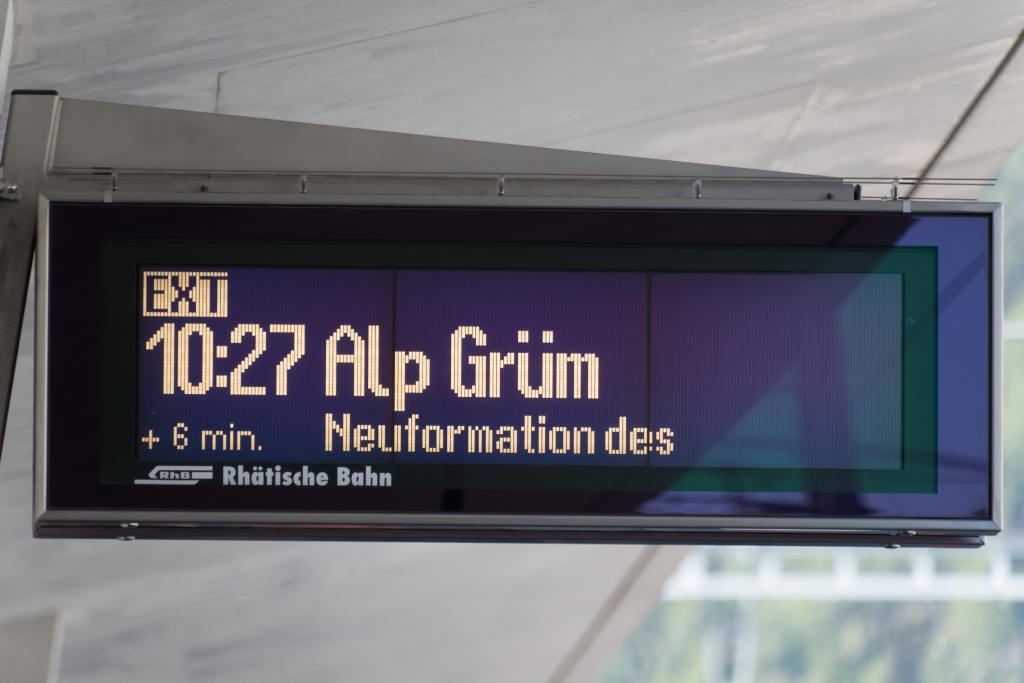 EXT
10:27 Alp Grüm
+ 6 min. Neuformation des
RhB Rhätische Bahn